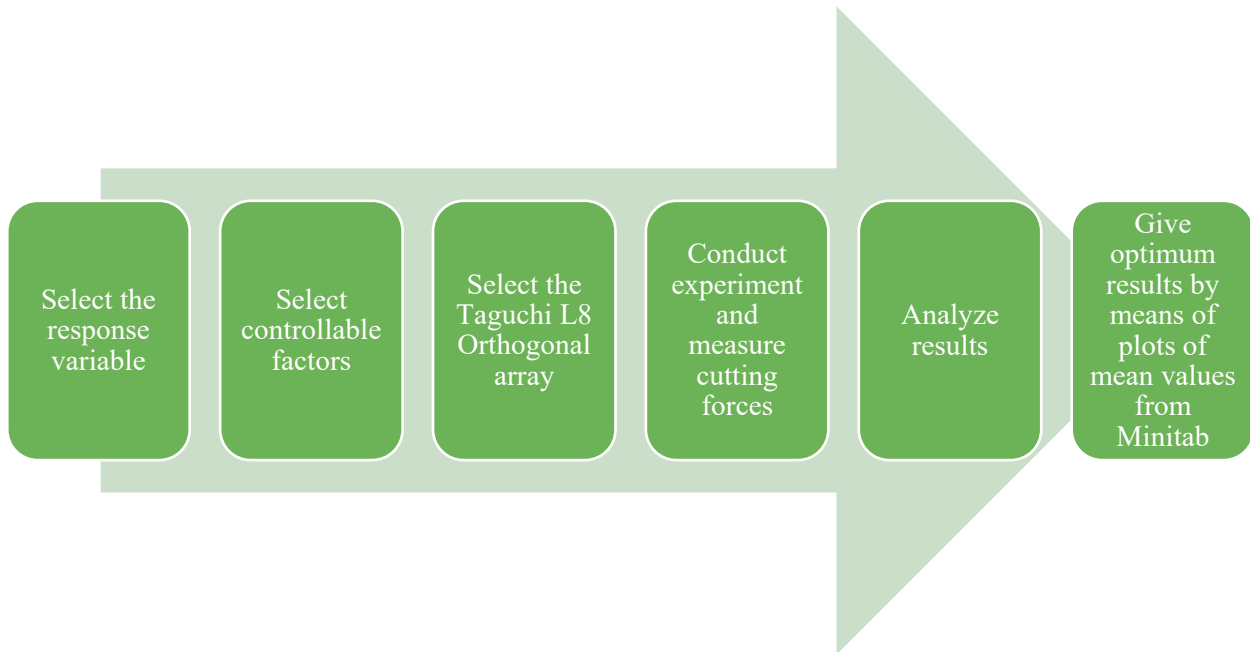 Select the
response
variable
Select
controllable
factors
Select the
Taguchi L8
Orthogonal
array
Conduct
experiment
and
measure
cutting
forces
Analyze
results
Give
optimum
results by
means of
plots of
mean values
from
Minitab